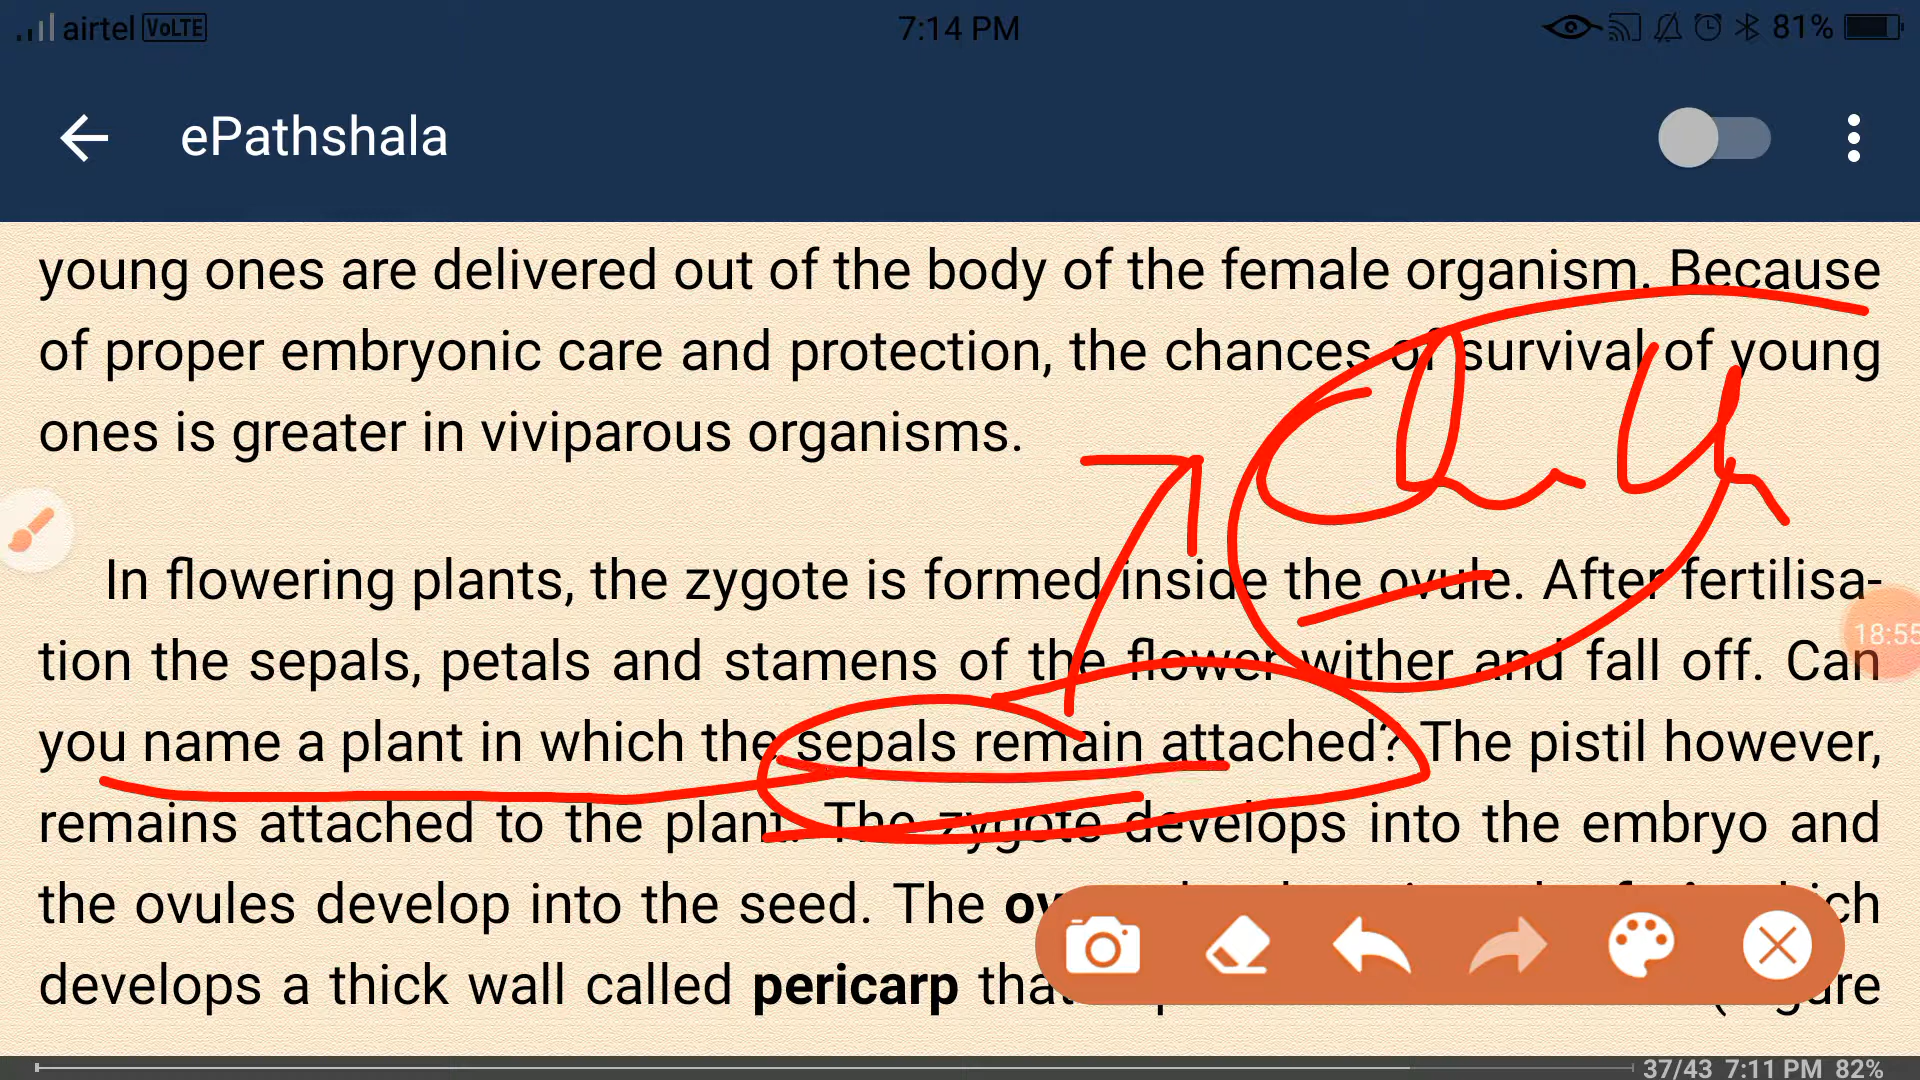 airtel VoLTE 7:14 PM 81%
ePathshala
young ones are delivered out of the body of the female organism. Because
of proper embryonic care and protection, the chances of survival of young
ones is greater in viviparous organisms.
In flowering plants, the zygote is formed inside the ovule. After fertilisa-
tion the sepals, petals and stamens of the flower wither and fall off. Can
you name a plant in which the sepals remain attached? The pistil however,
remains attached to the plant. The zygote develops into the embryo and
the ovules develop into the seed. The
develops a thick wall called pericarp
18:55
37/43 7:11 PM 82%